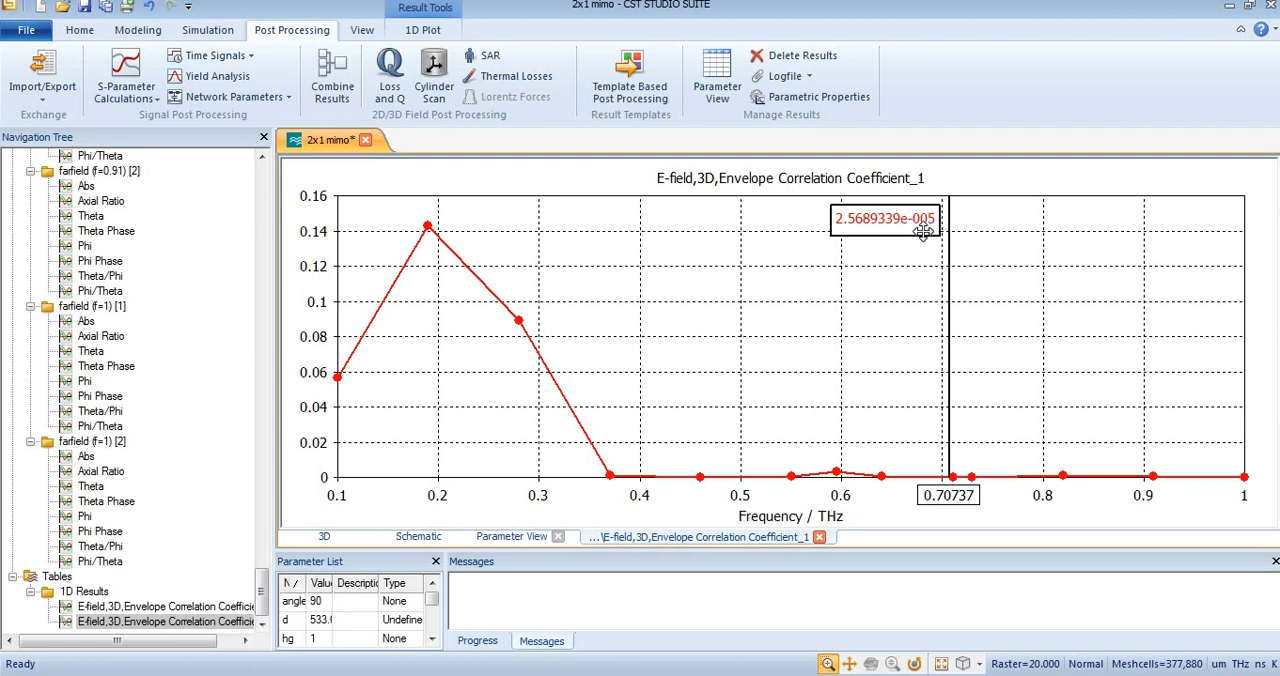 2x1 mimo - CST STUDIO SUITE
Result Tools
File Home Modeling Simulation Post Processing View 1D Plot
Import/Export
Exchange
S-Parameter Calculations
Time Signals
Yield Analysis
Network Parameters
Signal Post Processing
Combine Results
Loss and Q
Cylinder Scan
SAR
Thermal Losses
Lorentz Forces
2D/3D Field Post Processing
Template Based Post Processing
Result Templates
Parameter View
Delete Results
Logfile
Parametric Properties
Manage Results
Navigation Tree
Phi/Theta
farfield (f=0.91) [2]
Abs
Axial Ratio
Theta
Theta Phase
Phi
Phi Phase
Theta/Phi
Phi/Theta
farfield (f=1) [1]
Abs
Axial Ratio
Theta
Theta Phase
Phi
Phi Phase
Theta/Phi
Phi/Theta
farfield (f=1) [2]
Abs
Axial Ratio
Theta
Theta Phase
Phi
Phi Phase
Theta/Phi
Phi/Theta
Tables
1D Results
E-field,3D,Envelope Correlation Coefficie
E-field,3D,Envelope Correlation Coefficie
2x1 mimo*
E-field,3D,Envelope Correlation Coefficient_1
2.5689339e-005
0.16
0.14
0.12
0.1
0.08
0.06
0.04
0.02
0
0.1 0.2 0.3 0.4 0.5 0.6 0.70737 0.8 0.9 1
Frequency / THz
3D Schematic Parameter View ...\E-field,3D,Envelope Correlation Coefficient_1
Parameter List
N / Valu Descripti Type
angle 90 None
d 533.( Undefine
hg 1 None
Messages
Progress Messages
Ready
Raster=20.000 Normal Meshcells=377,880 um THz ns K